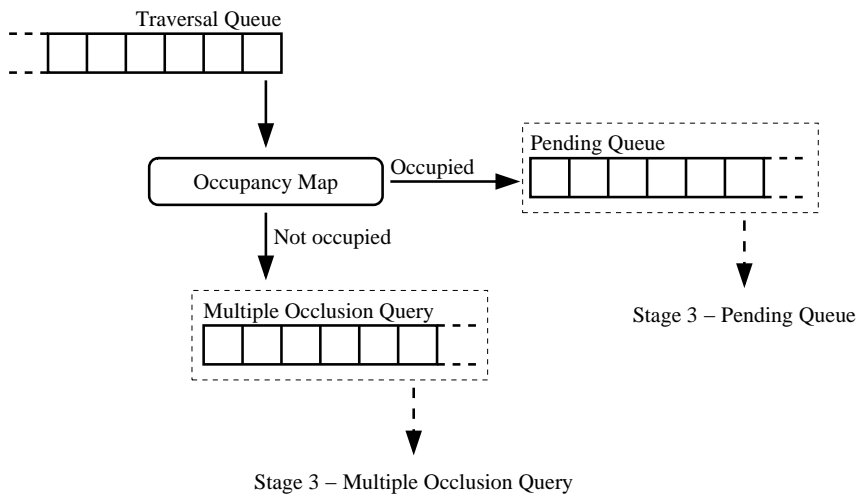 Traversal Queue
Pending Queue
Occupied
Occupancy Map
Not occupied
Multiple Occlusion Query
Stage 3 – Pending Queue
Stage 3 – Multiple Occlusion Query